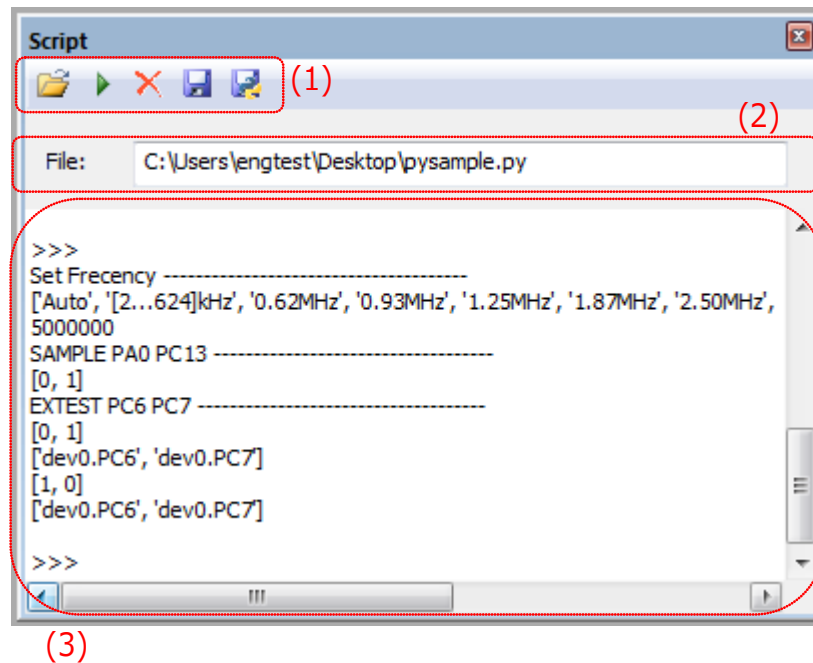 Script
(1)
(2)
File: C:\Users\engtest\Desktop\pysample.py
>>>
Set Frecency --------------------------------------
['Auto', '[2...624]kHz', '0.62MHz', '0.93MHz', '1.25MHz', '1.87MHz', '2.50MHz',
5000000
SAMPLE PA0 PC13 -----------------------------------
[0, 1]
EXTEST PC6 PC7 ------------------------------------
[0, 1]
['dev0.PC6', 'dev0.PC7']
[1, 0]
['dev0.PC6', 'dev0.PC7']
>>>
(3)